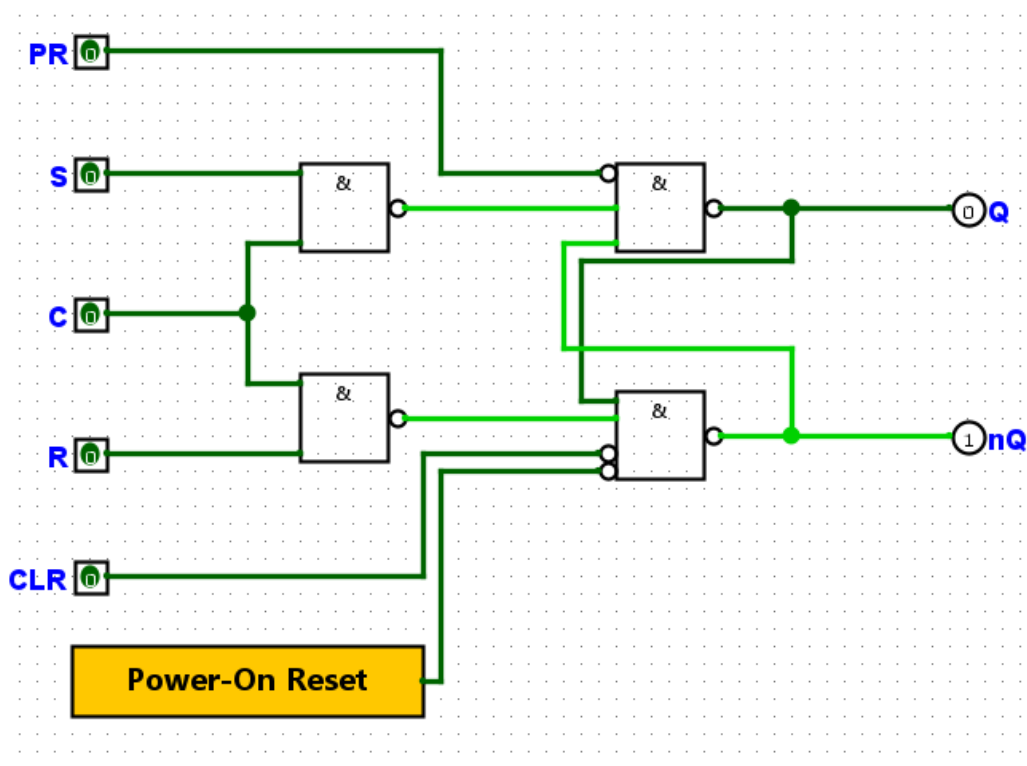 PR 0
S 0
& &
0 Q
C 0
& &
R 0
1 nQ
CLR 0
Power-On Reset